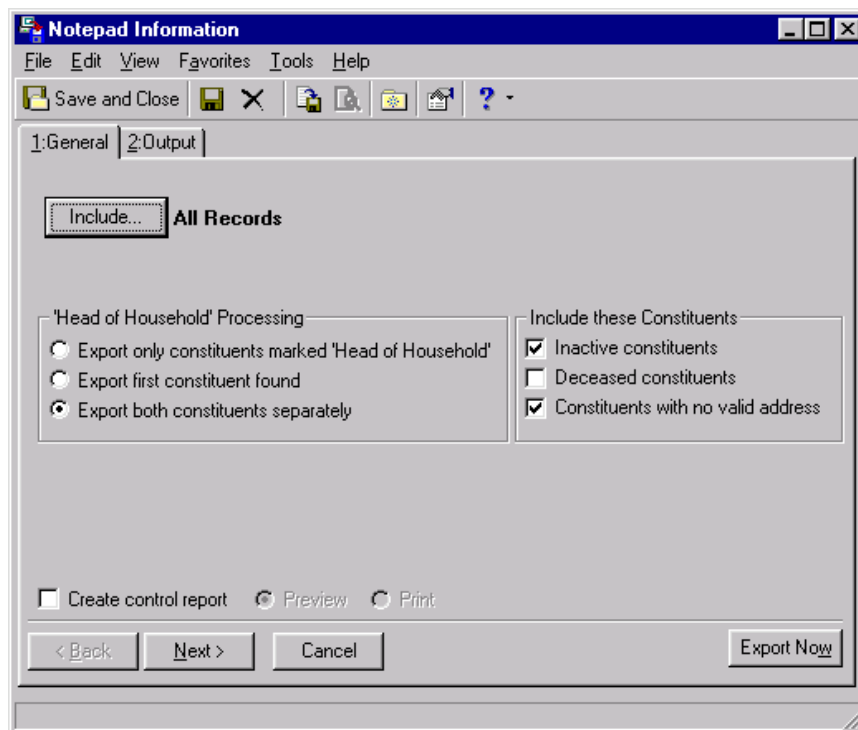 Notepad Information
File Edit View Favorites Tools Help
Save and Close ?
1:General 2:Output
Include... All Records
'Head of Household' Processing
Export only constituents marked 'Head of Household'
Export first constituent found
Export both constituents separately
Include these Constituents
Inactive constituents
Deceased constituents
Constituents with no valid address
Create control report Preview Print
< Back Next > Cancel Export Now